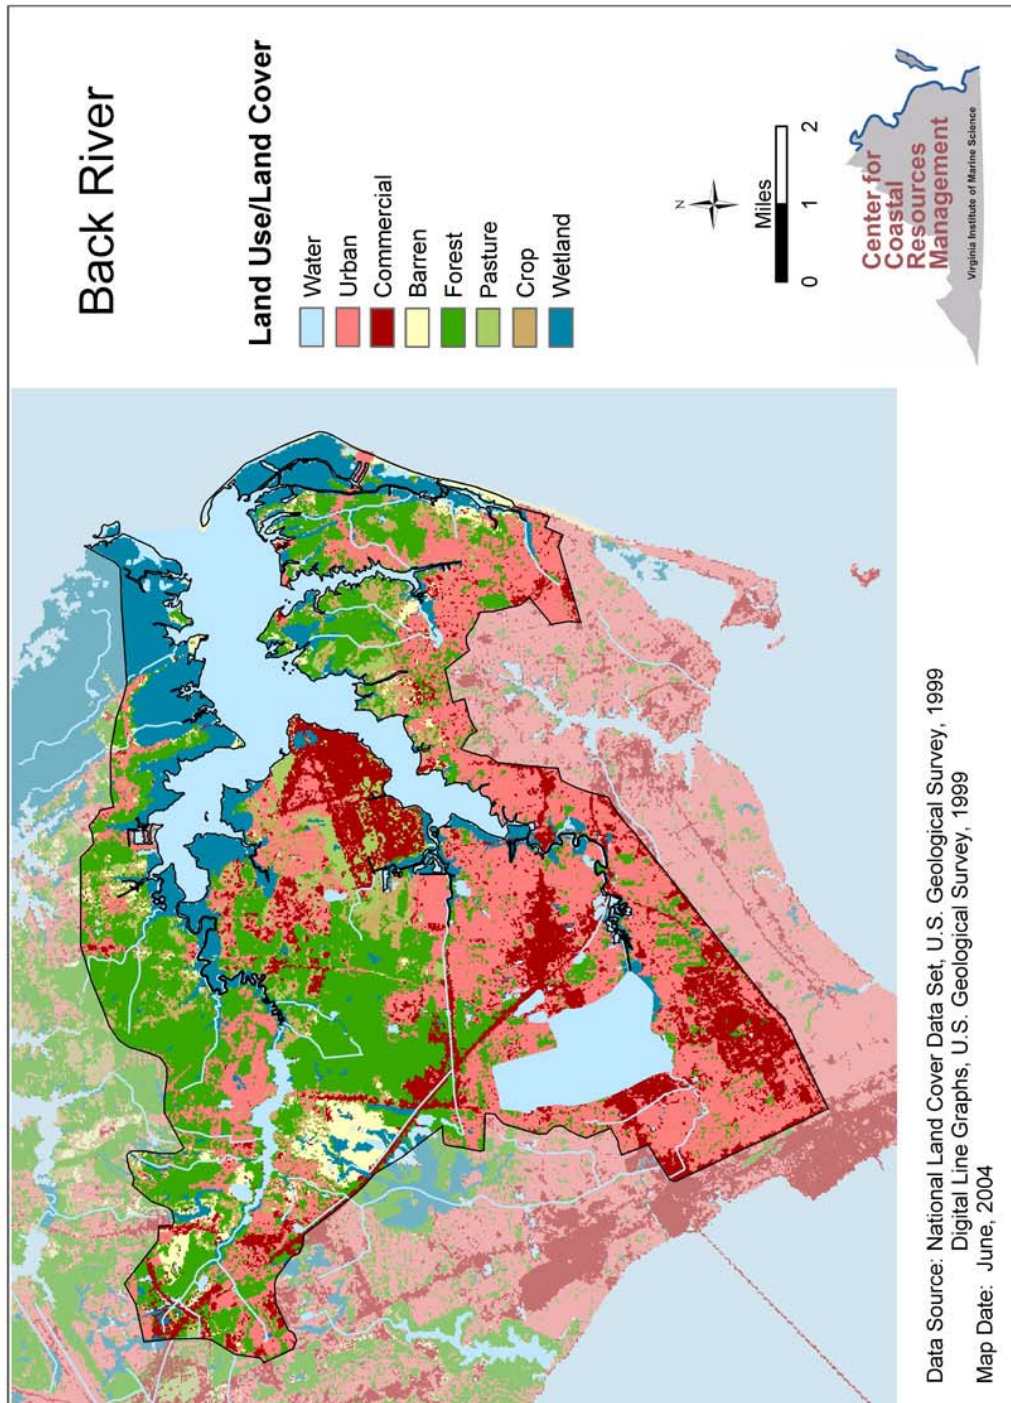 Back River
Land Use/Land Cover
Water
Urban
Commercial
Barren
Forest
Pasture
Crop
Wetland
N
Miles
0 1 2
Center for
Coastal
Resources
Management
Virginia Institute of Marine Science
Data Source: National Land Cover Data Set, U.S. Geological Survey, 1999
Digital Line Graphs, U.S. Geological Survey, 1999
Map Date: June, 2004